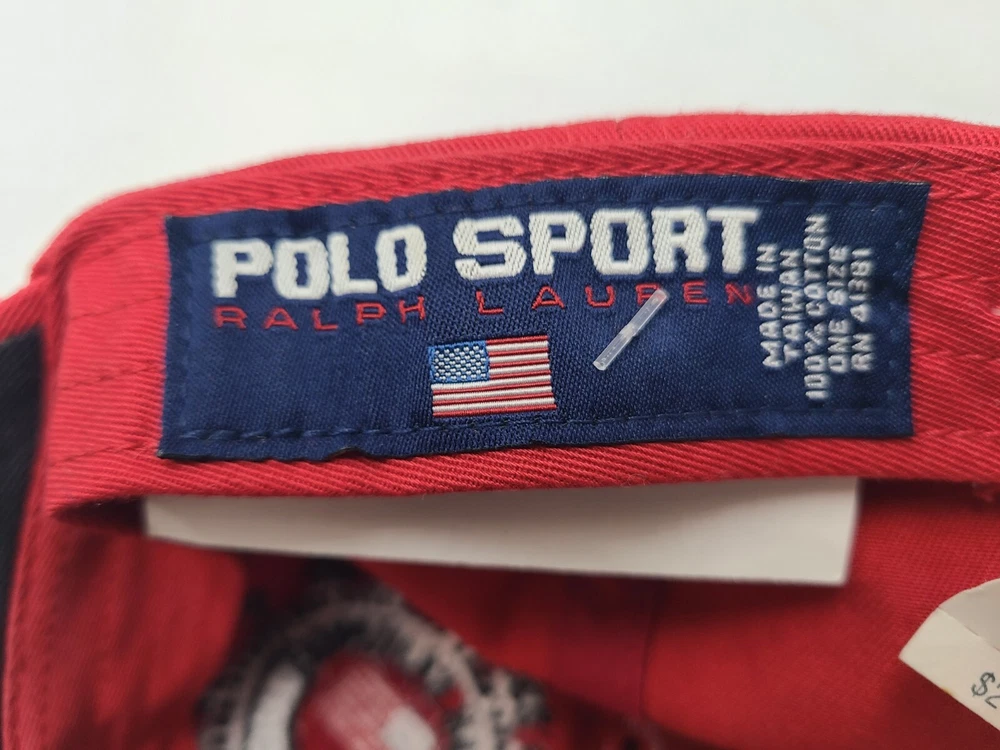 POLO SPORT
RALPH LAUREN
MADE IN
TAIWAN
100% COTTON
ONE SIZE
RN 41381